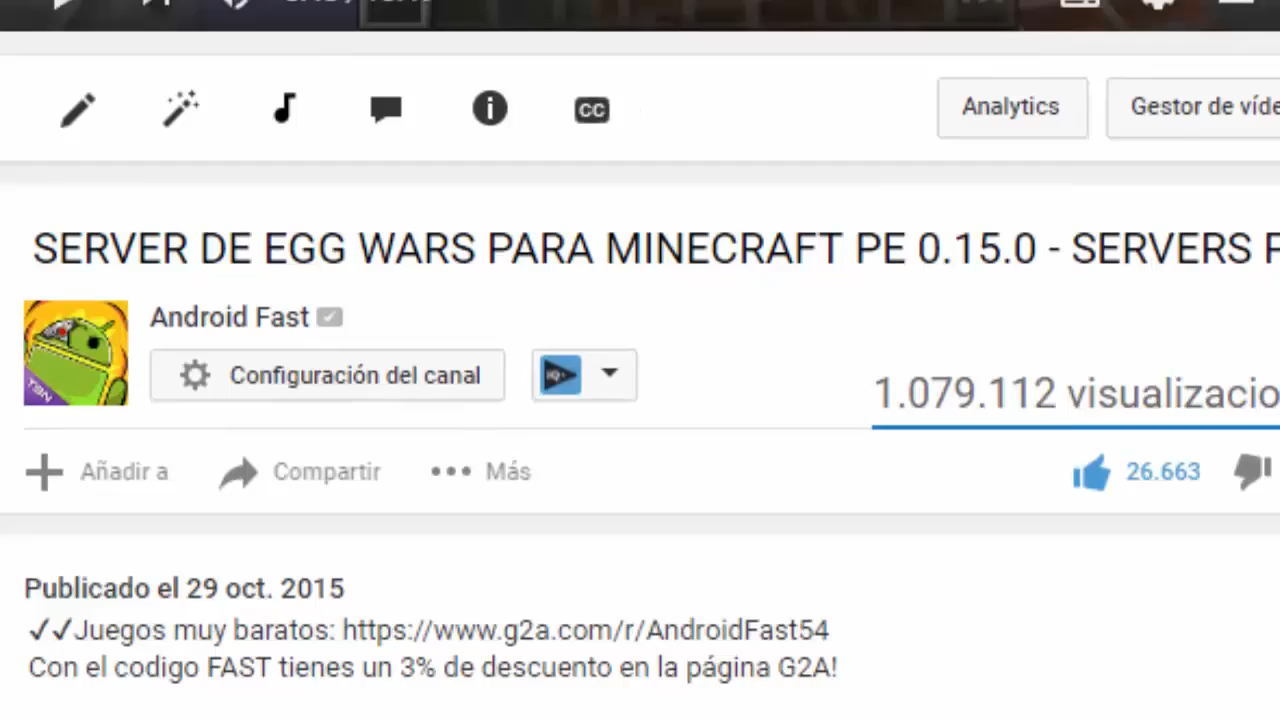 CC
Analytics
Gestor de víde
SERVER DE EGG WARS PARA MINECRAFT PE 0.15.0 - SERVERS P
Android Fast
TGN
Configuración del canal
1.079.112 visualizacio
Añadir a
Compartir
Más
26.663
Publicado el 29 oct. 2015
✓✓Juegos muy baratos: https://www.g2a.com/r/AndroidFast54
Con el codigo FAST tienes un 3% de descuento en la página G2A!